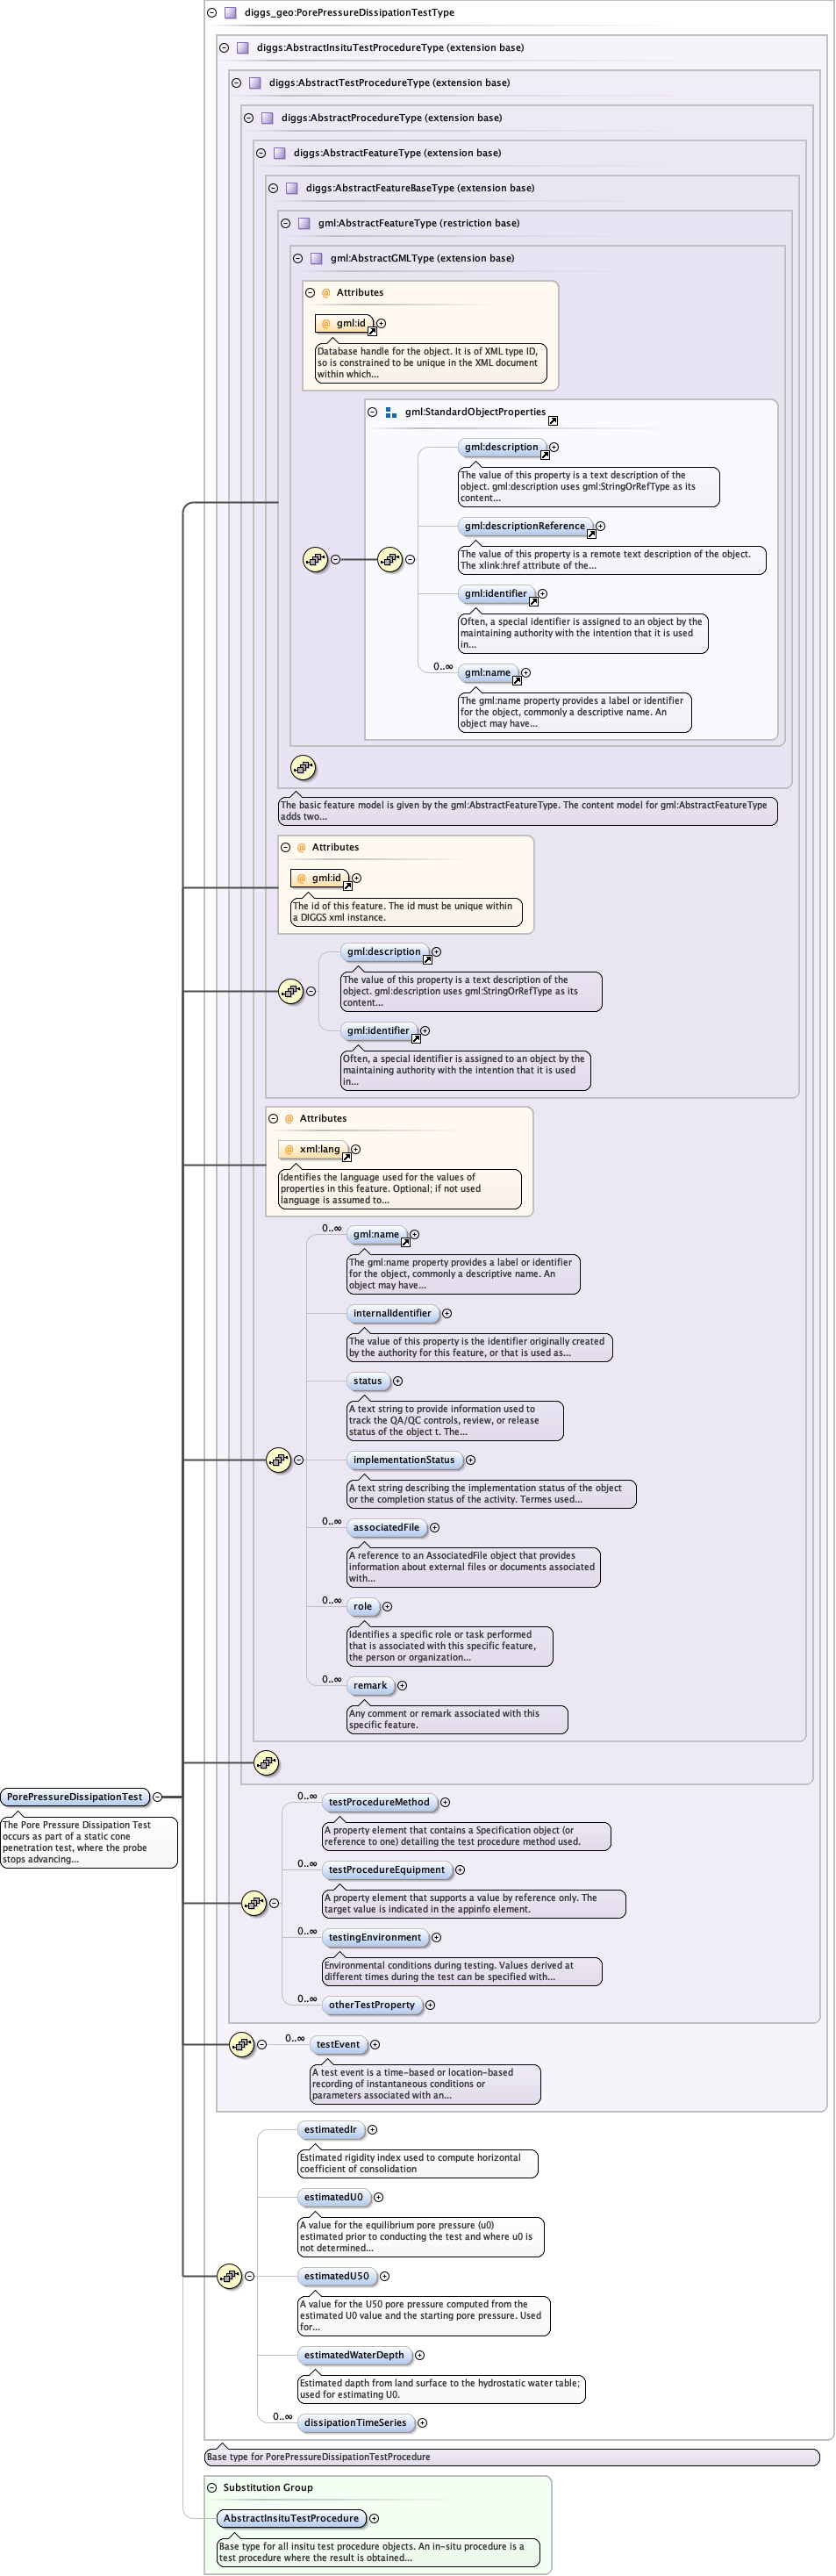 diggs_geo:PorePressureDissipationTestType
diggs:AbstractInsituTestProcedureType (extension base)
diggs:AbstractTestProcedureType (extension base)
diggs:AbstractProcedureType (extension base)
diggs:AbstractFeatureType (extension base)
diggs:AbstractFeatureBaseType (extension base)
gml:AbstractFeatureType (restriction base)
gml:AbstractGMLType (extension base)
@ Attributes
@ gml:id
Database handle for the object. It is of XML type ID,
so is constrained to be unique in the XML document
within which...
gml:StandardObjectProperties
gml:description
The value of this property is a text description of the
object. gml:description uses gml:StringOrRefType as its
content...
gml:descriptionReference
The value of this property is a remote text description of the object.
The xlink:href attribute of the...
gml:identifier
Often, a special identifier is assigned to an object by the
maintaining authority with the intention that it is used
in...
0..∞
gml:name
The gml:name property provides a label or identifier
for the object, commonly a descriptive name. An
object may have...
The basic feature model is given by the gml:AbstractFeatureType. The content model for gml:AbstractFeatureType
adds two...
@ Attributes
@ gml:id
The id of this feature. The id must be unique within
a DIGGS xml instance.
gml:description
The value of this property is a text description of the
object. gml:description uses gml:StringOrRefType as its
content...
gml:identifier
Often, a special identifier is assigned to an object by the
maintaining authority with the intention that it is used
in...
@ Attributes
@ xml:lang
Identifies the language used for the values of
properties in this feature. Optional; if not used
language is assumed to...
0..∞
gml:name
The gml:name property provides a label or identifier
for the object, commonly a descriptive name. An
object may have...
internalIdentifier
The value of this property is the identifier originally created
by the authority for this feature, or that is used as...
status
A text string to provide information used to
track the QA/QC controls, review, or release
status of the object t. The...
implementationStatus
A text string describing the implementation status of the object
or the completion status of the activity. Termes used...
0..∞
associatedFile
A reference to an AssociatedFile object that provides
information about external files or documents associated
with...
0..∞
role
Identifies a specific role or task performed
that is associated with this specific feature,
the person or organization...
0..∞
remark
Any comment or remark associated with this
specific feature.
PorePressureDissipationTest
The Pore Pressure Dissipation Test
occurs as part of a static cone
penetration test, where the probe
stops advancing...
0..∞
testProcedureMethod
A property element that contains a Specification object (or
reference to one) detailing the test procedure method used.
0..∞
testProcedureEquipment
A property element that supports a value by reference only. The
target value is indicated in the appinfo element.
0..∞
testingEnvironment
Environmental conditions during testing. Values derived at
different times during the test can be specified with...
0..∞
otherTestProperty
0..∞
testEvent
A test event is a time-based or location-based
recording of instantaneous conditions or
parameters associated with an...
estimatedIr
Estimated rigidity index used to compute horizontal
coefficient of consolidation
estimatedU0
A value for the equilibrium pore pressure (u0)
estimated prior to conducting the test and where u0 is
not determined...
estimatedU50
A value for the U50 pore pressure computed from the
estimated U0 value and the starting pore pressure. Used
for...
estimatedWaterDepth
Estimated dapth from land surface to the hydrostatic water table;
used for estimating U0.
0..∞
dissipationTimeSeries
Base type for PorePressureDissipationTestProcedure
Substitution Group
AbstractInsituTestProcedure
Base type for all insitu test procedure objects. An in-situ procedure is a
test procedure where the result is obtained...